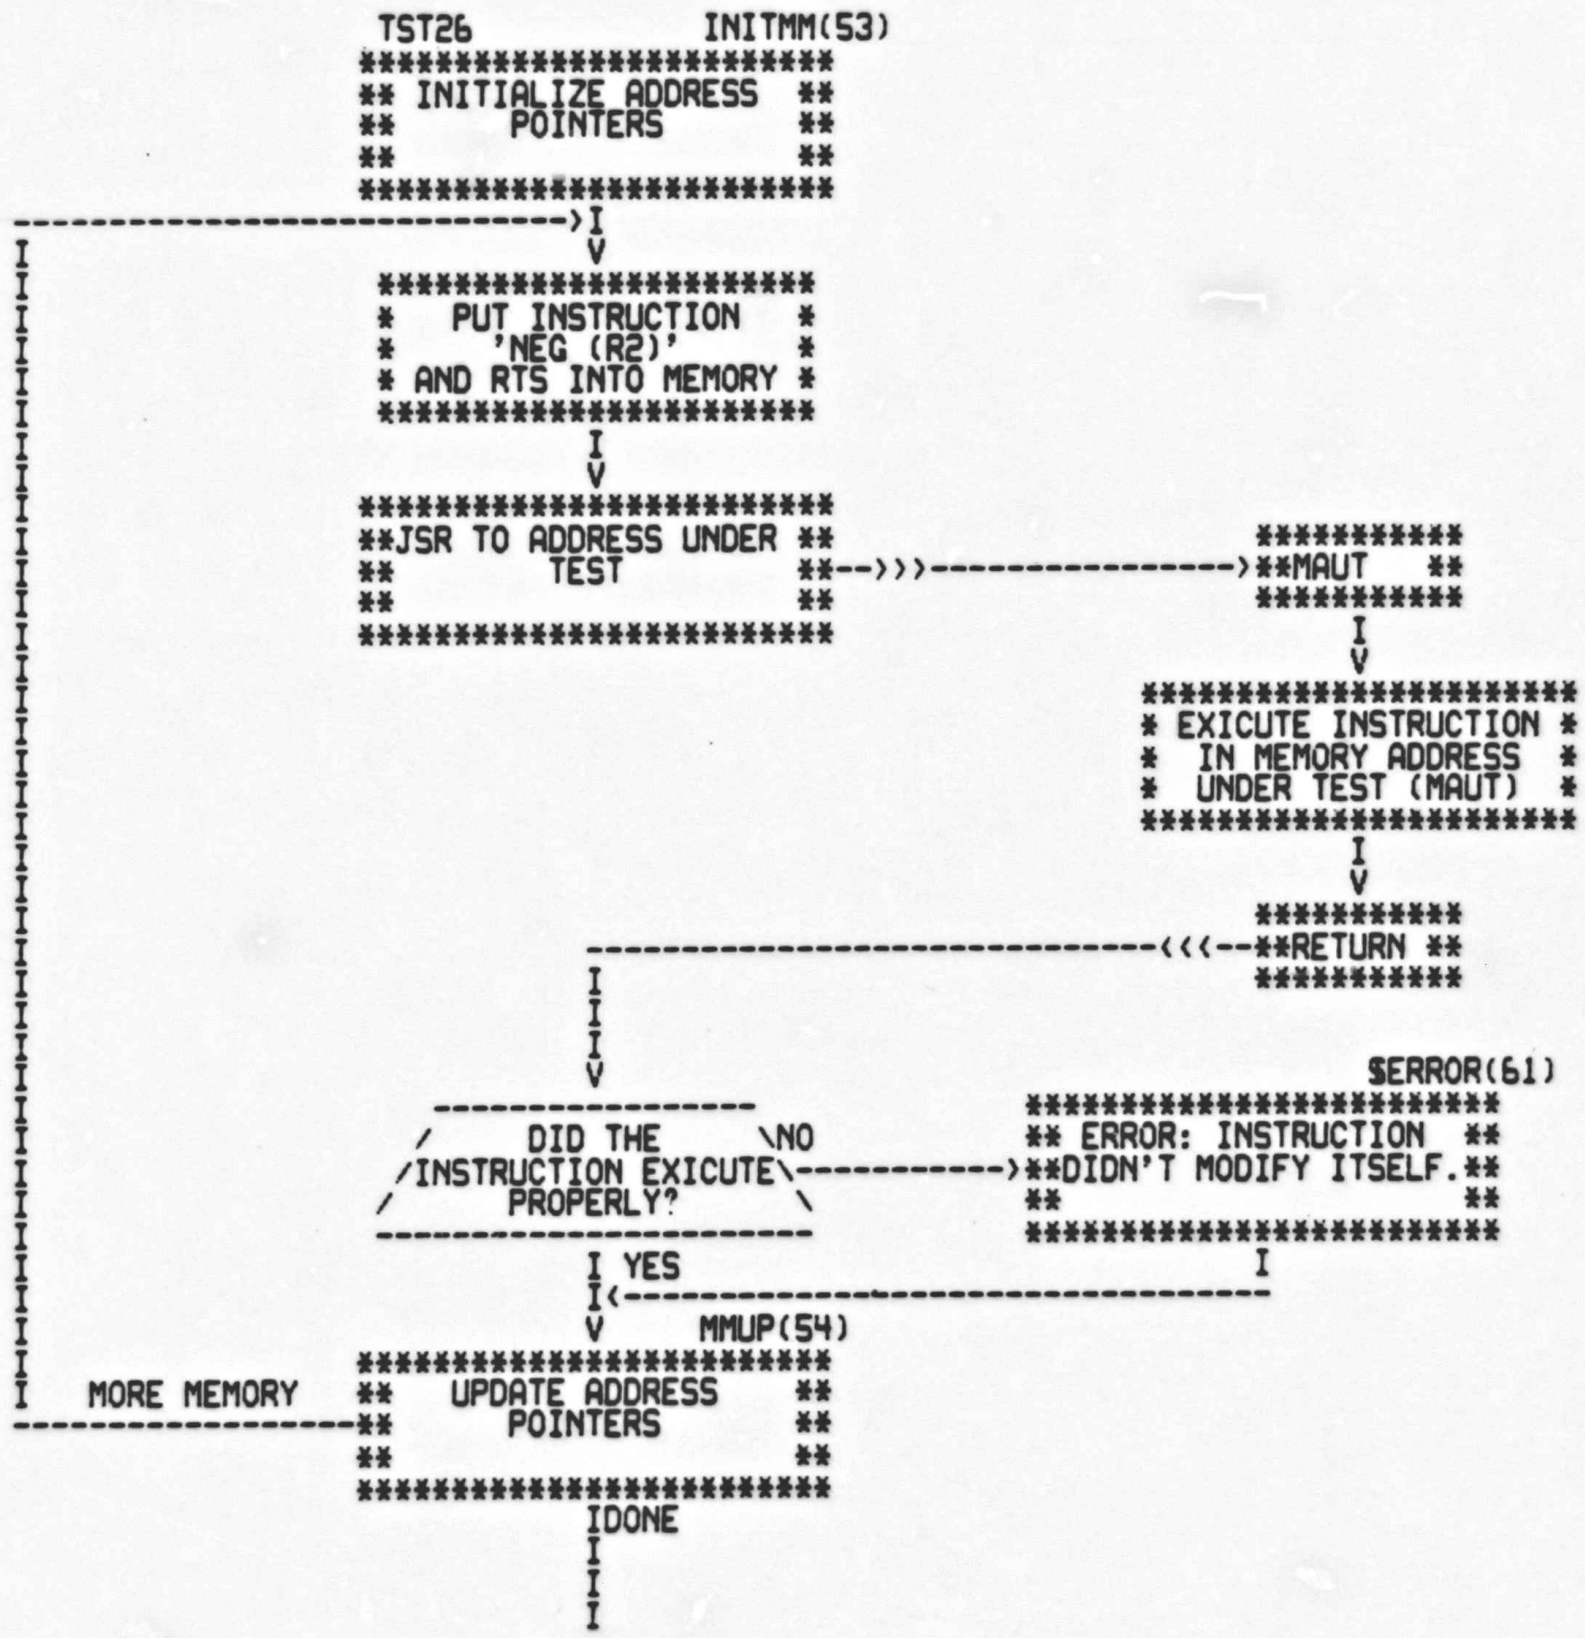 TST26 INITMM(53)
*************************
** INITIALIZE ADDRESS **
** POINTERS **
** **
*************************
------------------------------>I
I V
***********************
* PUT INSTRUCTION *
* 'NEG (R2)' *
* AND RTS INTO MEMORY *
***********************
I
V
*************************
**JSR TO ADDRESS UNDER **
** TEST **-->>>----------------->**MAUT **
** **
*************************
***********
***********
I
V
***********************
* EXICUTE INSTRUCTION *
* IN MEMORY ADDRESS *
* UNDER TEST (MAUT) *
***********************
I
V
***********
------------------------------<<<--**RETURN **
***********
I
I
I
V
$ERROR(61)
----------------- *************************
/ DID THE \NO ** ERROR: INSTRUCTION **
/INSTRUCTION EXICUTE\----------->**DIDN'T MODIFY ITSELF.**
/ PROPERLY? \ ** **
----------------------- *************************
I YES I
I<----------------------------------
V MMUP(54)
*************************
I MORE MEMORY ** UPDATE ADDRESS **
------------------** POINTERS **
** **
*************************
IDONE
I
I
I